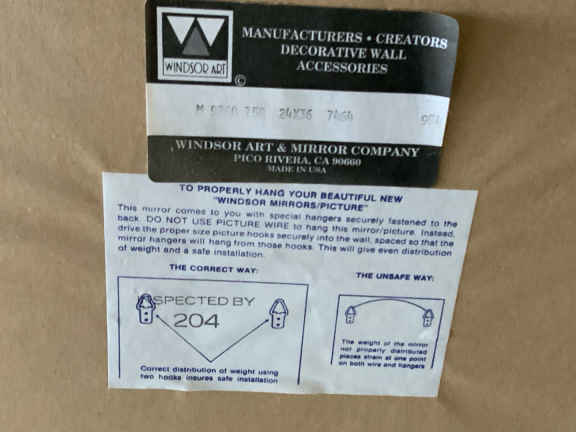 WINDSOR ART
©
MANUFACTURERS • CREATORS
DECORATIVE WALL
ACCESSORIES
24X36
WINDSOR ART & MIRROR COMPANY
PICO RIVERA, CA 90660
MADE IN USA
TO PROPERLY HANG YOUR BEAUTIFUL NEW
"WINDSOR MIRRORS/PICTURE"
This mirror comes to you with special hangers securely fastened to the
back. DO NOT USE PICTURE WIRE to hang this mirror/picture. Instead,
drive the proper size picture hooks securely into the wall, spaced so that the
mirror hangers will hang from those hooks. This will give even distribution
of weight and a safe installation.
THE CORRECT WAY:
INSPECTED BY
204
Correct distribution of weight using
two hooks insures safe installation
THE UNSAFE WAY:
The weight of the mirror
not properly distributed
places strain at one point
on both wire and hangers